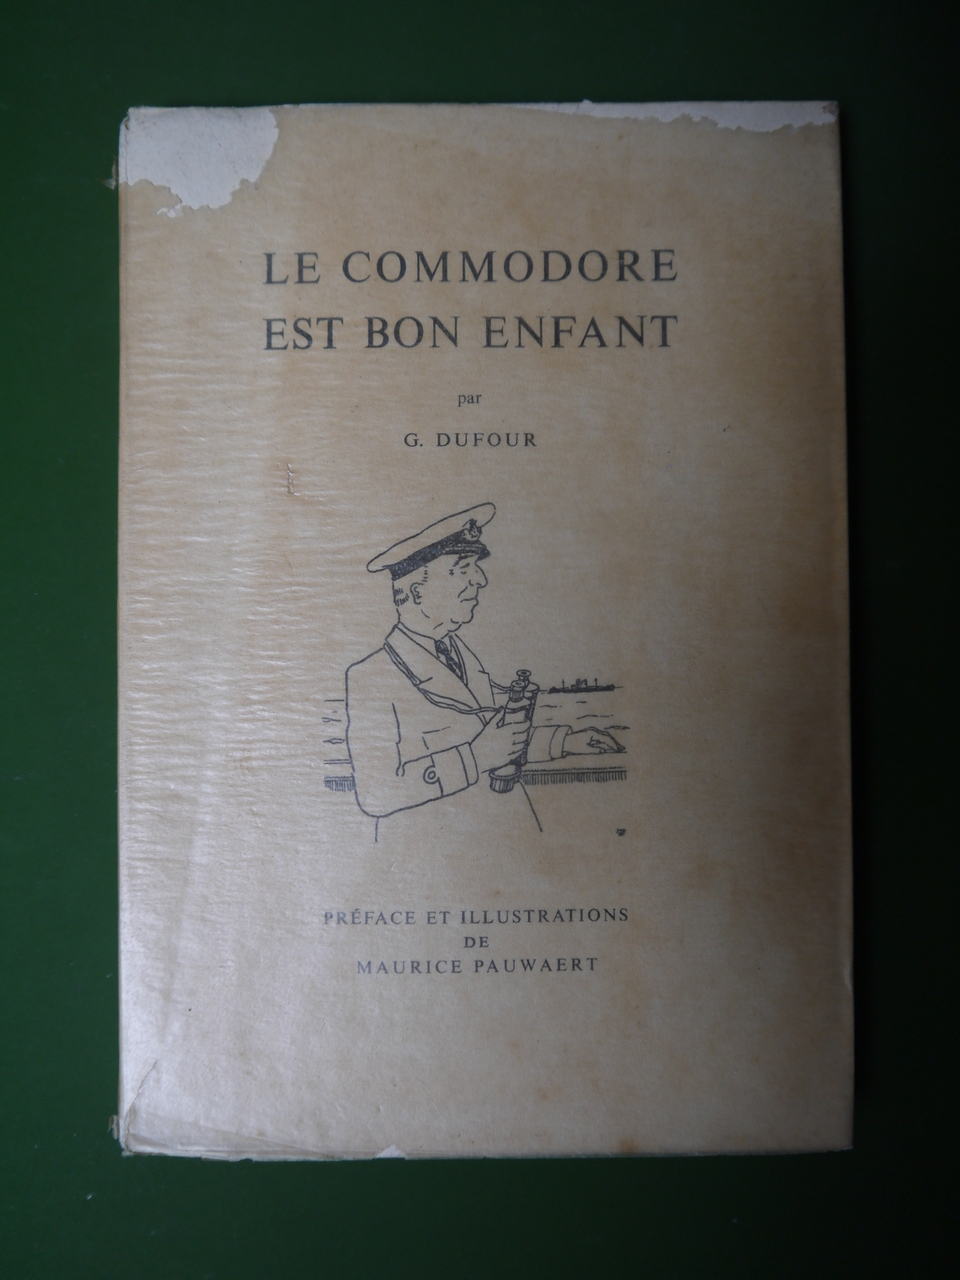 LE COMMODORE
EST BON ENFANT
par
G. DUFOUR
PRÉFACE ET ILLUSTRATIONS
DE
MAURICE PAUWAERT